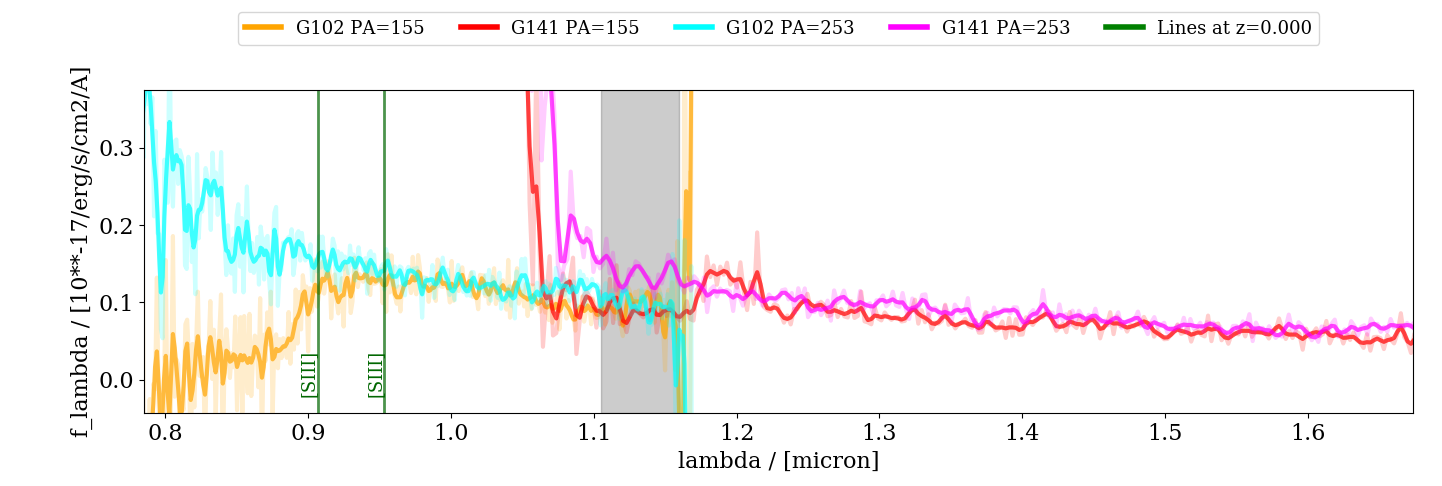 G102 PA=155 G141 PA=155 G102 PA=253 G141 PA=253 Lines at z=0.000
f_lambda / [10**-17/erg/s/cm2/A]
0.3
0.2
0.1
0.0
[SIII] [SIII]
0.8 0.9 1.0 1.1 1.2 1.3 1.4 1.5 1.6
lambda / [micron]